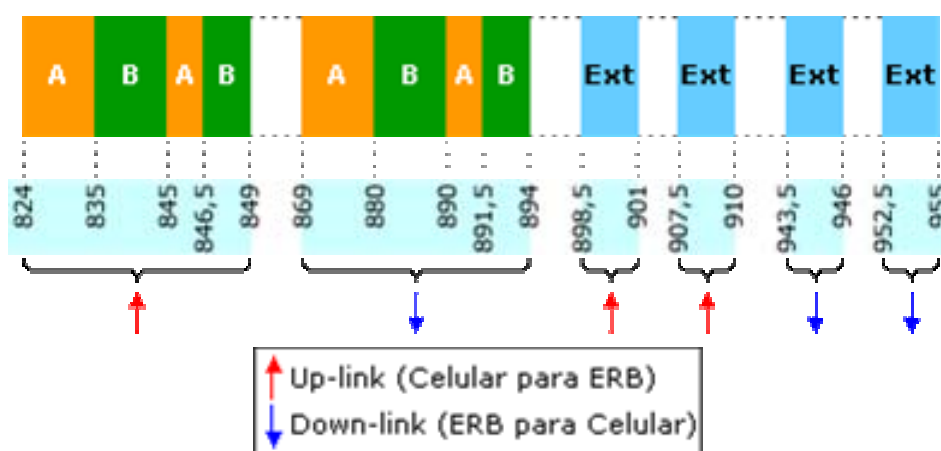 A B A B A B A B Ext Ext Ext Ext
824 835 845 846,5 849 869 880 890 891,5 894 898,5 901 907,5 910 943,5 946 952,5 955
Up-link (Celular para ERB)
Down-link (ERB para Celular)